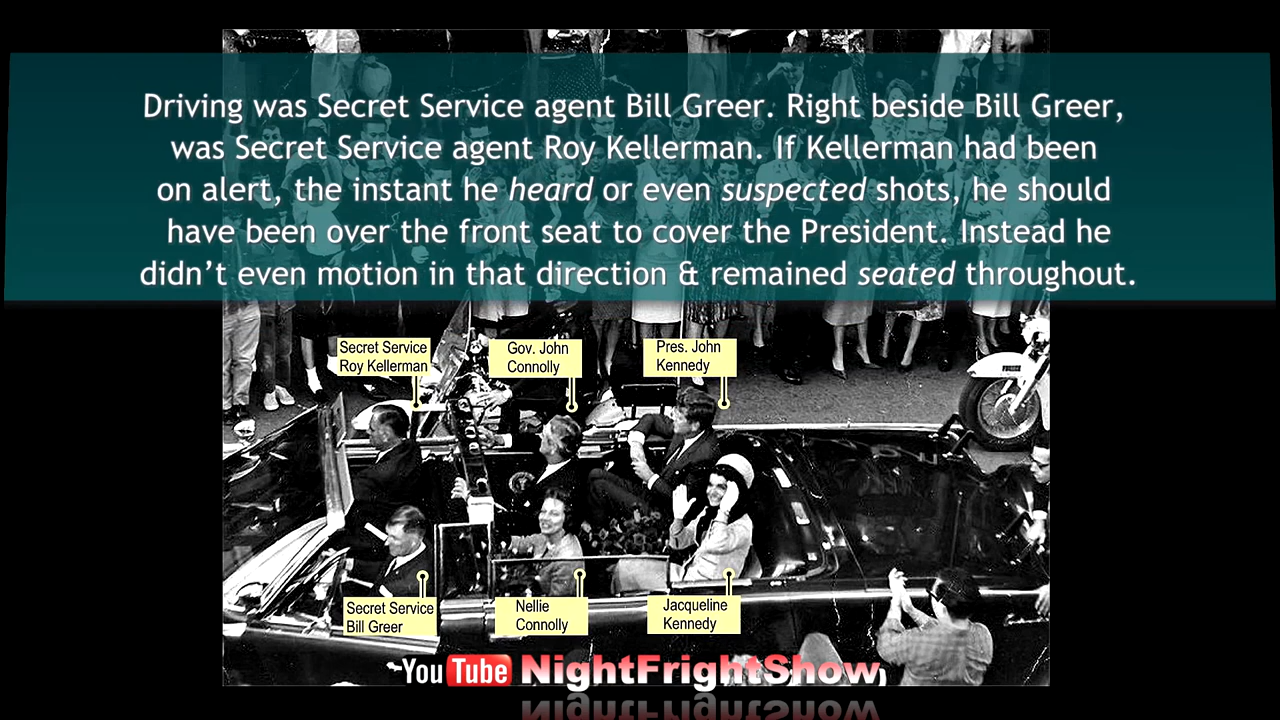 Driving was Secret Service agent Bill Greer. Right beside Bill Greer,
was Secret Service agent Roy Kellerman. If Kellerman had been
on alert, the instant he heard or even suspected shots, he should
have been over the front seat to cover the President. Instead he
didn’t even motion in that direction & remained seated throughout.
Secret Service
Roy Kellerman
Gov. John
Connolly
Pres. John
Kennedy
Secret Service
Bill Greer
Nellie
Connolly
Jacqueline
Kennedy
YouTube NightFrightShow